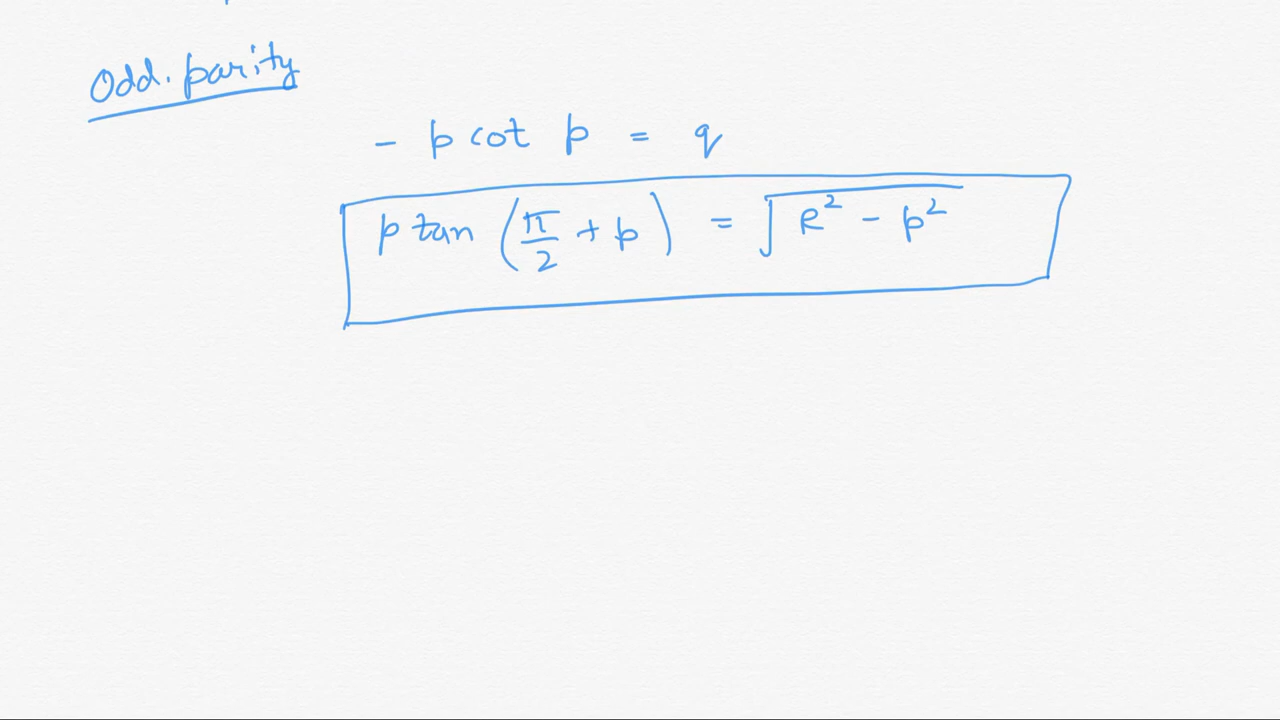 Odd. parity
- p cot p = q
p tan (π/2 + p) = √(R² - p²)